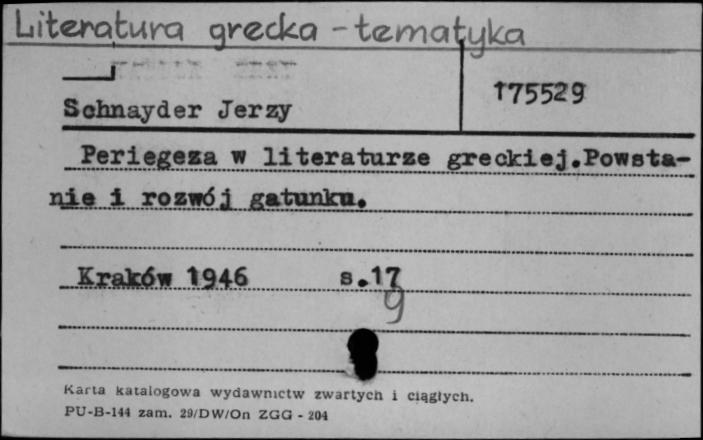 Literatura grecka - tematyka
175529
Schnayder Jerzy
Periegeza w literaturze greckiej.Powsta-
nie i rozwój gatunku.
Kraków 1946 s.17
9
Karta katalogowa wydawnictw zwartych i ciągłych.
PU-B-144 zam. 29/DW/On ZGG - 204